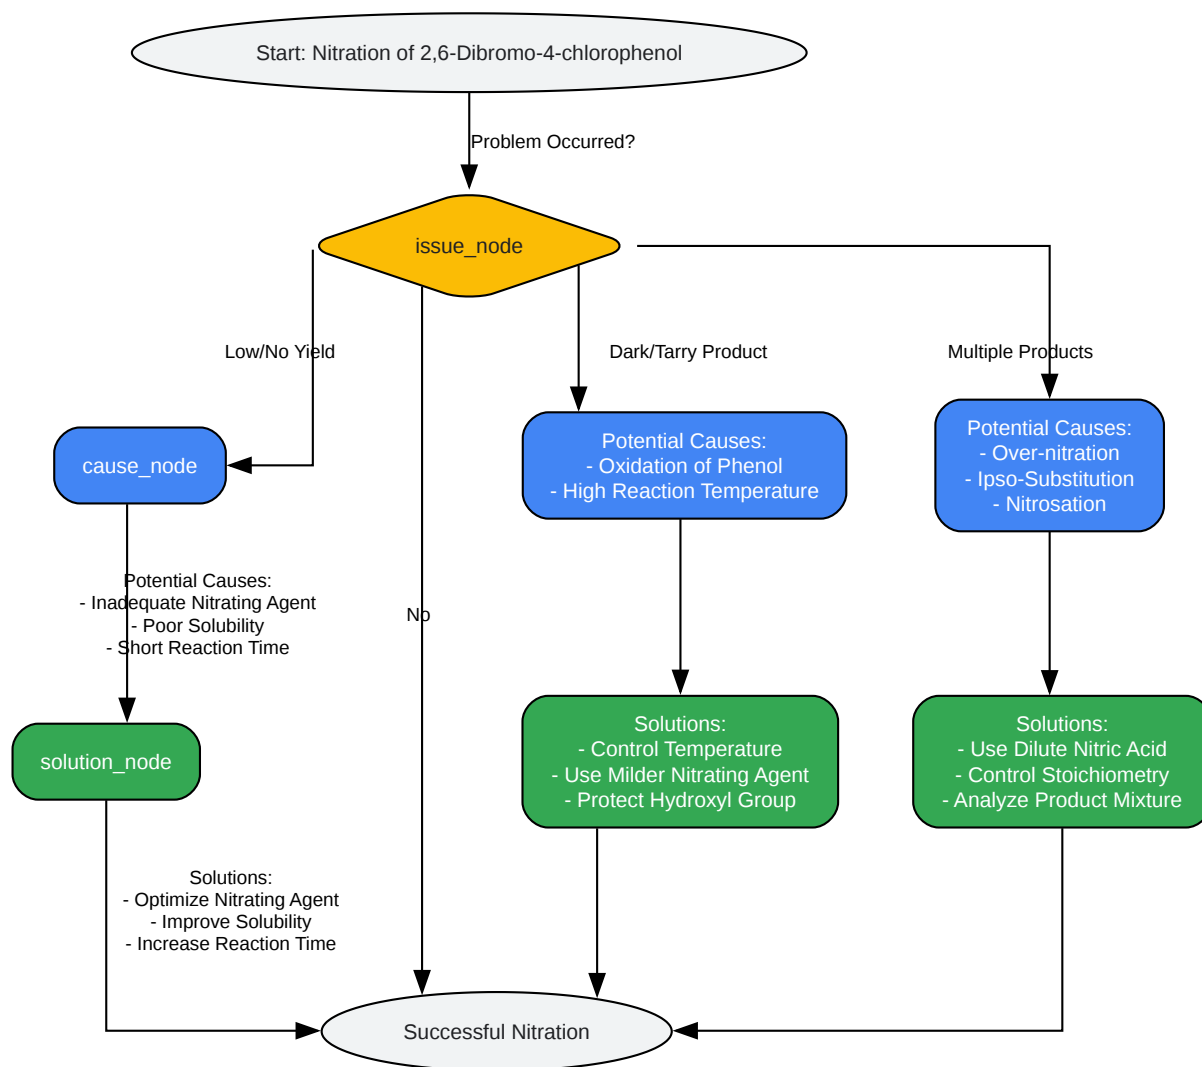 Start: Nitration of 2,6-Dibromo-4-chlorophenol
Problem Occurred?
issue_node
Low/No Yield
Dark/Tarry Product
Multiple Products
cause_node
Potential Causes:
- Oxidation of Phenol
- High Reaction Temperature
Potential Causes:
- Over-nitration
- Ipso-Substitution
- Nitrosation
Potential Causes:
- Inadequate Nitrating Agent
- Poor Solubility
- Short Reaction Time
No
solution_node
Solutions:
- Control Temperature
- Use Milder Nitrating Agent
- Protect Hydroxyl Group
Solutions:
- Use Dilute Nitric Acid
- Control Stoichiometry
- Analyze Product Mixture
Solutions:
- Optimize Nitrating Agent
- Improve Solubility
- Increase Reaction Time
Successful Nitration